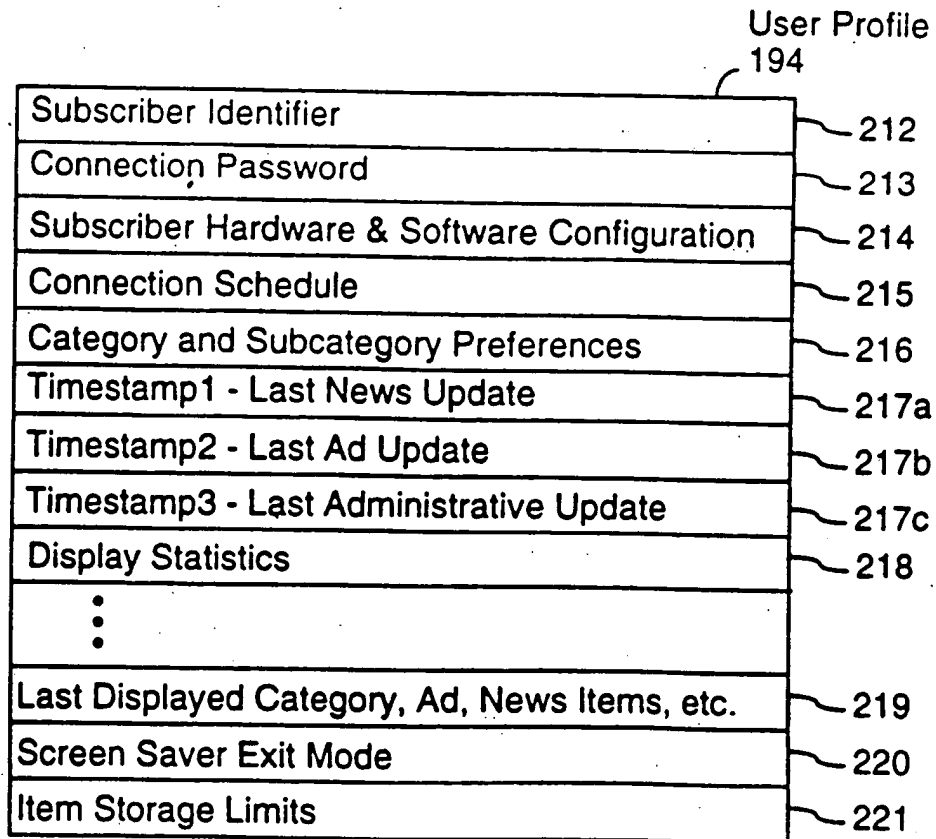 User Profile
194
Subscriber Identifier 212
Connection Password 213
Subscriber Hardware & Software Configuration 214
Connection Schedule 215
Category and Subcategory Preferences 216
Timestamp1 - Last News Update 217a
Timestamp2 - Last Ad Update 217b
Timestamp3 - Last Administrative Update 217c
Display Statistics 218
Last Displayed Category, Ad, News Items, etc. 219
Screen Saver Exit Mode 220
Item Storage Limits 221